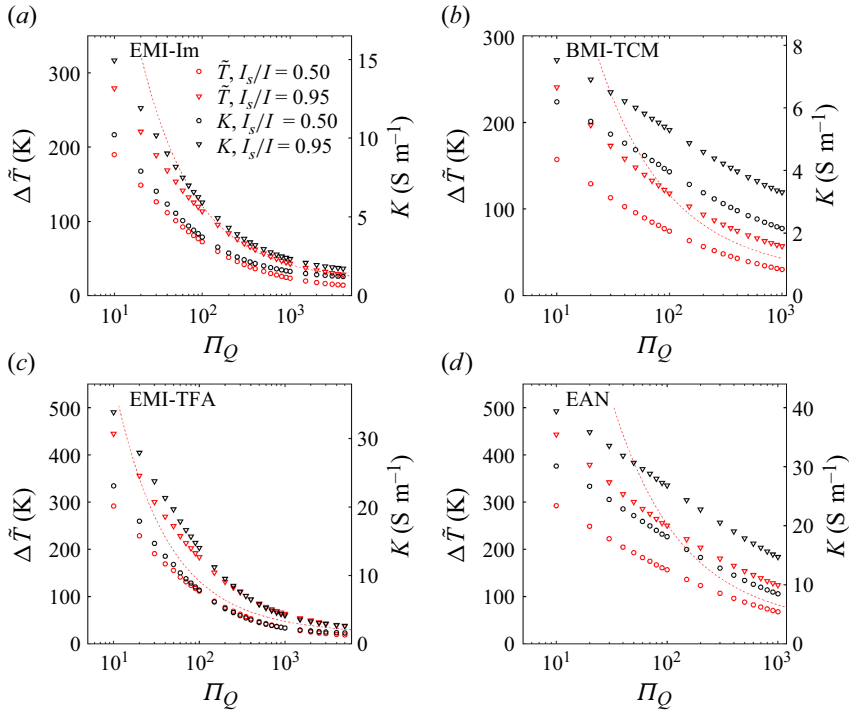 (a)
EMI-Im
T̃, I_s/I = 0.50
T̃, I_s/I = 0.95
K, I_s/I = 0.50
K, I_s/I = 0.95
300
200
100
0
ΔT̃ (K)
15
10
5
0
K (S m⁻¹)
10¹ 10² 10³
Π_Q
(b)
BMI-TCM
300
250
200
150
100
50
0
ΔT̃ (K)
8
6
4
2
0
K (S m⁻¹)
10¹ 10² 10³
Π_Q
(c)
EMI-TFA
500
400
300
200
100
0
ΔT̃ (K)
30
20
10
0
K (S m⁻¹)
10¹ 10² 10³
Π_Q
(d)
EAN
500
400
300
200
100
0
ΔT̃ (K)
40
30
20
10
0
K (S m⁻¹)
10¹ 10² 10³
Π_Q